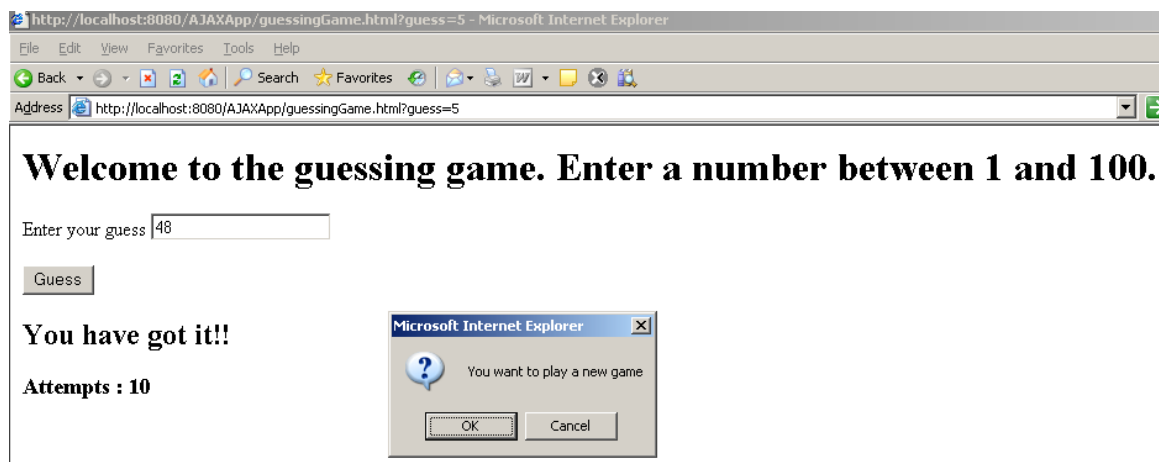 http://localhost:8080/AJAXApp/guessingGame.html?guess=5 - Microsoft Internet Explorer
File Edit View Favorites Tools Help
Back Search Favorites
Address http://localhost:8080/AJAXApp/guessingGame.html?guess=5
Welcome to the guessing game. Enter a number between 1 and 100.
Enter your guess 48
Guess
You have got it!!
Attempts : 10
Microsoft Internet Explorer
You want to play a new game
OK Cancel